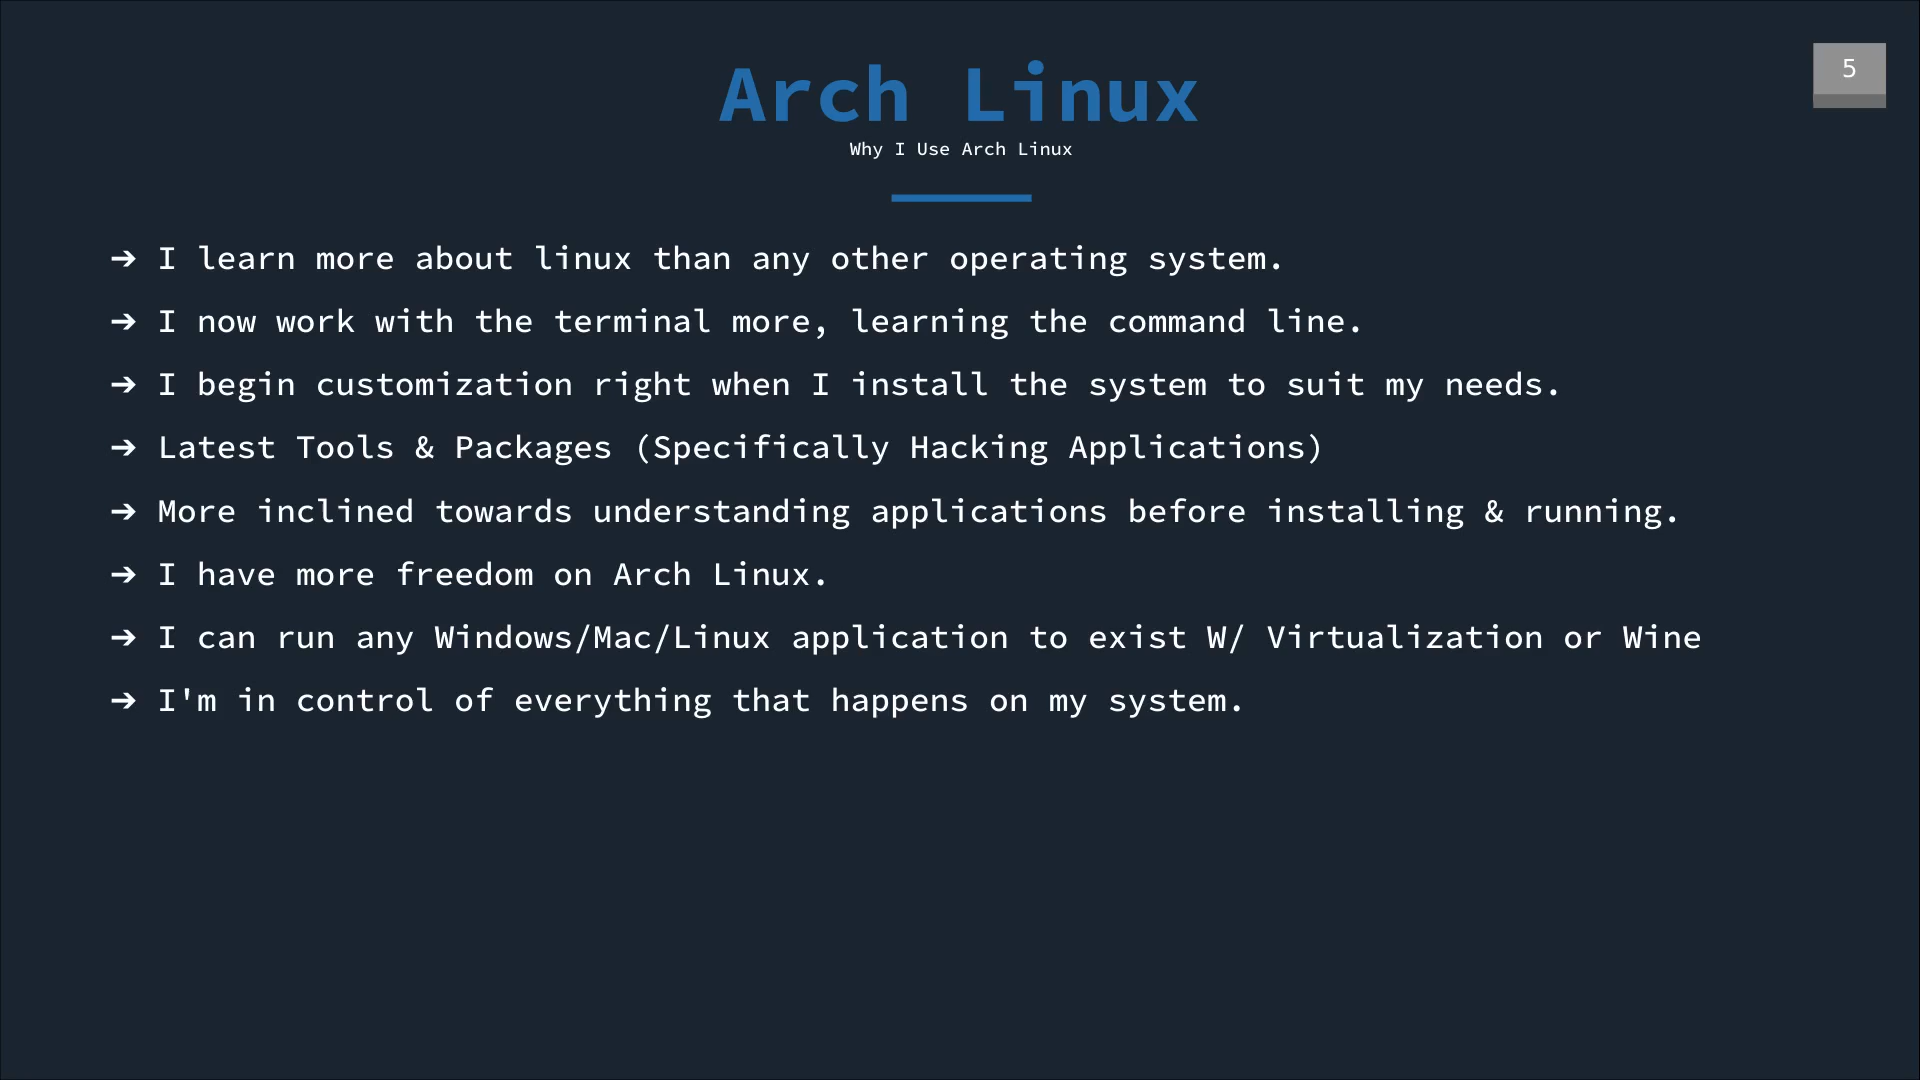 Arch Linux
5
Why I Use Arch Linux
➔ I learn more about linux than any other operating system.
➔ I now work with the terminal more, learning the command line.
➔ I begin customization right when I install the system to suit my needs.
➔ Latest Tools & Packages (Specifically Hacking Applications)
➔ More inclined towards understanding applications before installing & running.
➔ I have more freedom on Arch Linux.
➔ I can run any Windows/Mac/Linux application to exist W/ Virtualization or Wine
➔ I'm in control of everything that happens on my system.